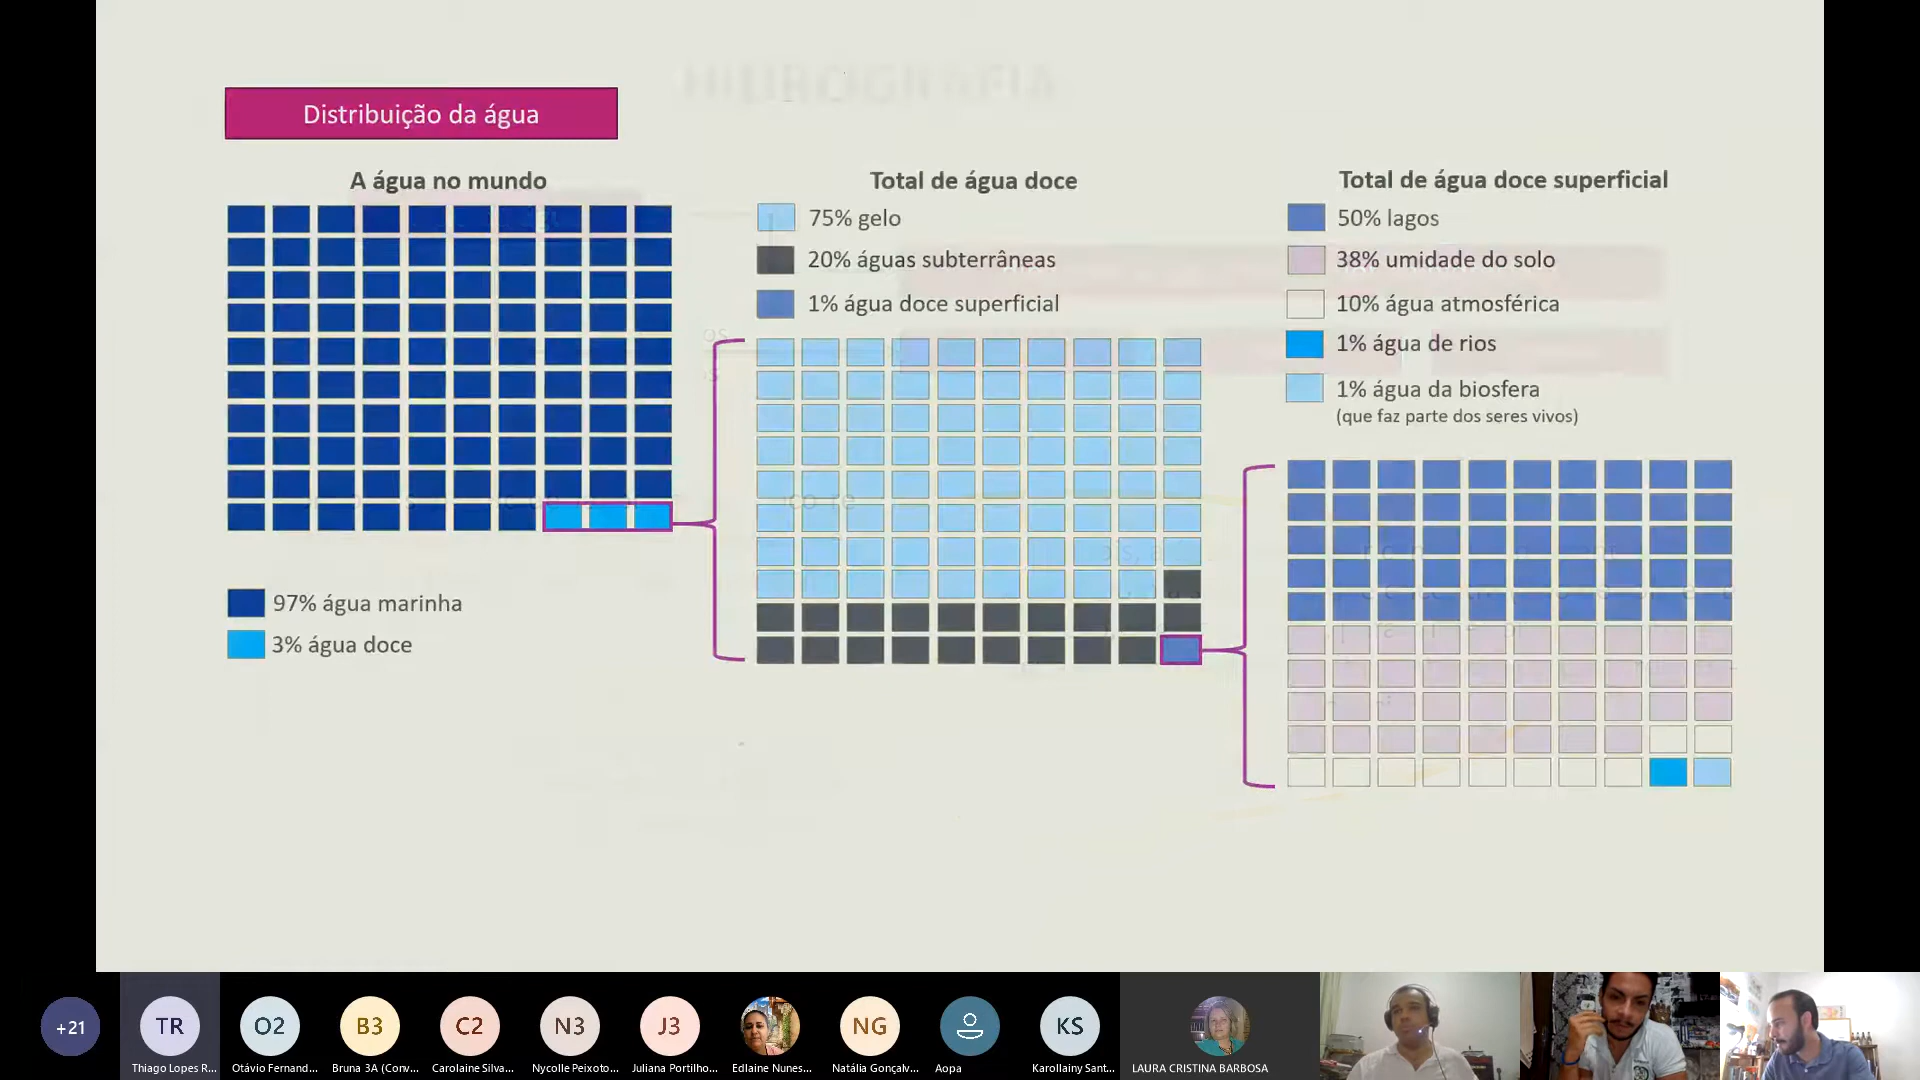 HIDROGRAFIA
Distribuição da água
A água no mundo
97% água marinha
3% água doce
Total de água doce
75% gelo
20% águas subterrâneas
1% água doce superficial
Total de água doce superficial
50% lagos
38% umidade do solo
10% água atmosférica
1% água de rios
1% água da biosfera
(que faz parte dos seres vivos)
+21
TR
Thiago Lopes R...
O2
Otávio Fernand...
B3
Bruna 3A (Conv...
C2
Carolaine Silva...
N3
Nycolle Peixoto...
J3
Juliana Portilho...
Edlaine Nunes...
NG
Natália Gonçalv...
Aopa
KS
Karollainy Sant...
LAURA CRISTINA BARBOSA